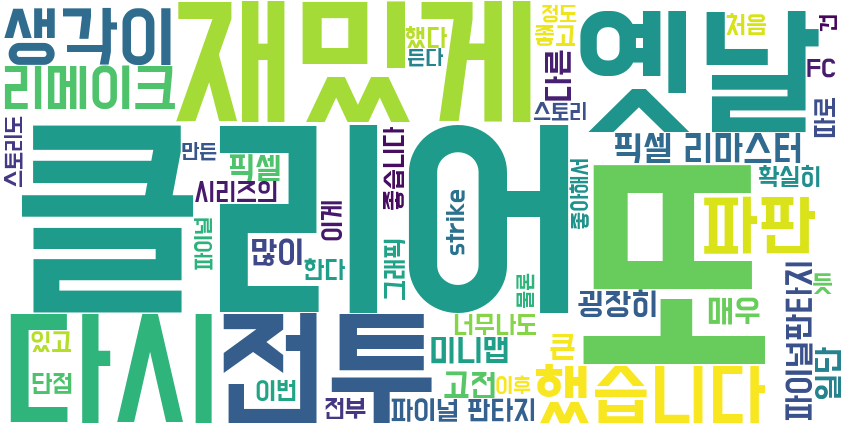 생각이
재밌게
했다
든다
정도
좋고
옛날
처음
건
리메이크
다른
FC
스토리
파로
스토리도
클리어
만든
픽셀
좋습니다
픽셀 리마스터
시리즈의
strike
좋아해서
또
파판
확실히
이게
파이널
많이
한다
그래픽
물론
굉장히
매우
파이널판타지
듯
다시
전투
너무나도
있고
미니맵
큰
일단
단점
이번
고전
이후
했습니다
전부
파이널 판타지